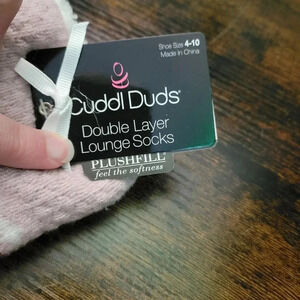 Shoe Size 4-10
Made in China
Cuddl Duds®
Double Layer
Lounge Socks
PLUSHFILL
feel the softness